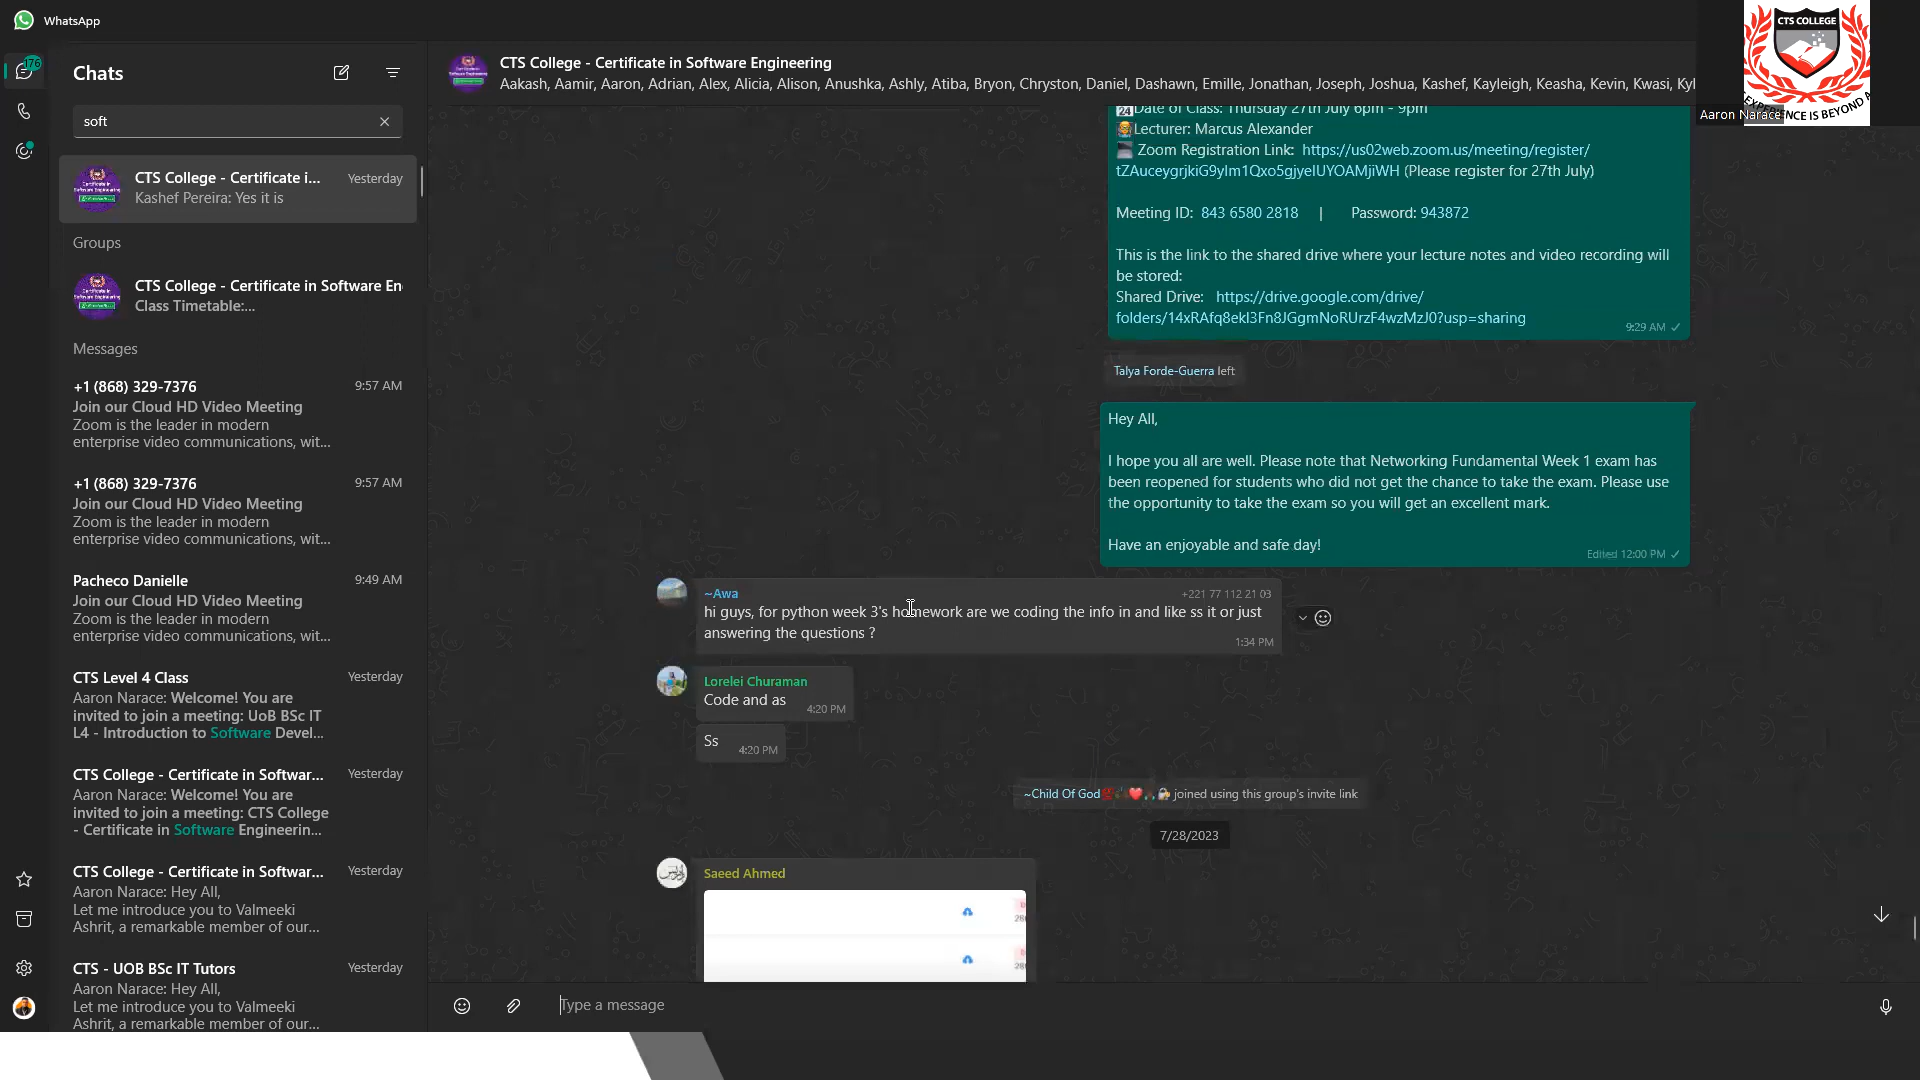 WhatsApp
176
Chats
soft
CTS College - Certificate i...
Yesterday
Kashef Pereira: Yes it is
Groups
CTS College - Certificate in Software En
Class Timetable:...
Messages
+1 (868) 329-7376
9:57 AM
Join our Cloud HD Video Meeting
Zoom is the leader in modern
enterprise video communications, wit...
+1 (868) 329-7376
9:57 AM
Join our Cloud HD Video Meeting
Zoom is the leader in modern
enterprise video communications, wit...
Pacheco Danielle
9:49 AM
Join our Cloud HD Video Meeting
Zoom is the leader in modern
enterprise video communications, wit...
CTS Level 4 Class
Yesterday
Aaron Narace: Welcome! You are
invited to join a meeting: UoB BSc IT
L4 - Introduction to Software Devel...
CTS College - Certificate in Softwar...
Yesterday
Aaron Narace: Welcome! You are
invited to join a meeting: CTS College
- Certificate in Software Engineerin...
CTS College - Certificate in Softwar...
Yesterday
Aaron Narace: Hey All,
Let me introduce you to Valmeeki
Ashrit, a remarkable member of our...
CTS - UOB BSc IT Tutors
Yesterday
Aaron Narace: Hey All,
Let me introduce you to Valmeeki
Ashrit, a remarkable member of our...
CTS College - Certificate in Software Engineering
Aakash, Aamir, Aaron, Adrian, Alex, Alicia, Alison, Anushka, Ashly, Atiba, Bryon, Chryston, Daniel, Dashawn, Emille, Jonathan, Joseph, Joshua, Kashef, Kayleigh, Keasha, Kevin, Kwasi, Kyl
CTS COLLEGE
Aaron Narace
24 Date of Class: Thursday 27th July 6pm - 9pm
Lecturer: Marcus Alexander
Zoom Registration Link: https://us02web.zoom.us/meeting/register/
tZAuceygrjkiG9yIm1Qxo5gjyeIUYOAMjiWH (Please register for 27th July)
Meeting ID: 843 6580 2818 | Password: 943872
This is the link to the shared drive where your lecture notes and video recording will
be stored:
Shared Drive: https://drive.google.com/drive/
folders/14xRAfq8ekl3Fn8JGgmNoRUrzF4wzMzJ0?usp=sharing
9:29 AM
Talya Forde-Guerra left
Hey All,
I hope you all are well. Please note that Networking Fundamental Week 1 exam has
been reopened for students who did not get the chance to take the exam. Please use
the opportunity to take the exam so you will get an excellent mark.
Have an enjoyable and safe day!
Edited 12:00 PM
~Awa
+221 77 112 21 03
hi guys, for python week 3's homework are we coding the info in and like ss it or just
answering the questions ?
1:34 PM
Lorelei Churaman
Code and as
4:20 PM
Ss
4:20 PM
~Child Of God joined using this group's invite link
7/28/2023
Saeed Ahmed
Type a message